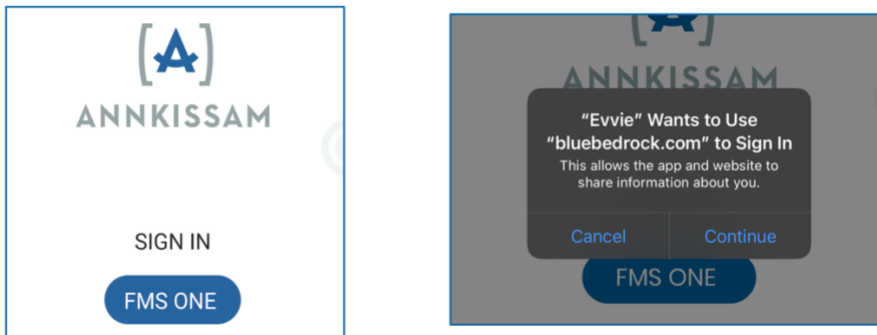 [A]
ANNKISSAM
SIGN IN
FMS ONE
[A]
ANNKISSAM
“Evvie” Wants to Use
“bluebedrock.com” to Sign In
This allows the app and website to
share information about you.
Cancel Continue
FMS ONE